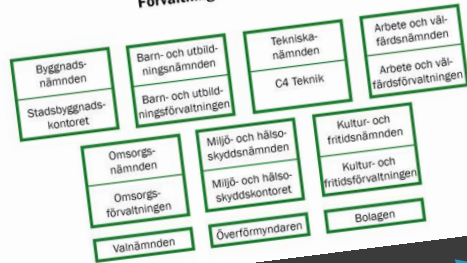 Byggnads-
nämnden
Stadsbyggnads-
kontoret
Barn- och utbild-
ningsnämnden
Barn- och utbild-
ningsförvaltningen
Tekniska-
nämnden
C4 Teknik
Arbete och väl-
färdsnämnden
Arbete och väl-
färdsförvaltningen
Omsorgs-
nämnden
Omsorgs-
förvaltningen
Miljö- och hälso-
skyddsnämnden
Miljö- och hälso-
skyddskontoret
Kultur- och
fritidsnämnden
Kultur- och
fritidsförvaltningen
Valnämnden
Överförmyndaren
Bolagen